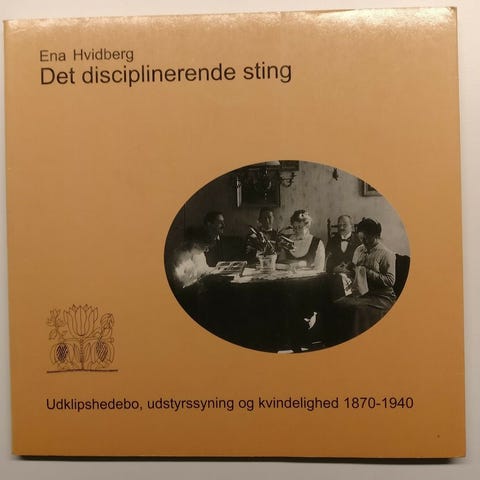 Ena Hvidberg
Det disciplinerende sting
Udklipshedebo, udstyrssyning og kvindelighed 1870-1940